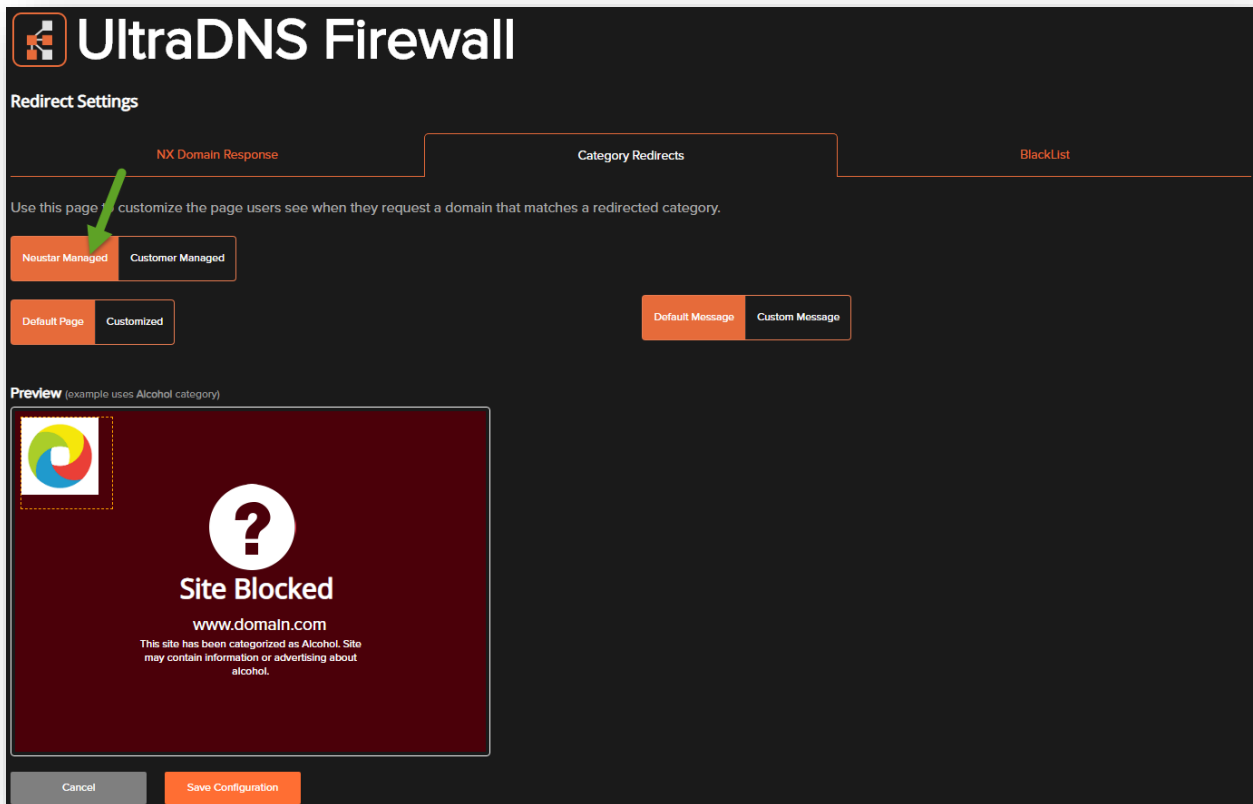 UltraDNS Firewall
Redirect Settings
NX Domain Response
Category Redirects
BlackList
Use this page to customize the page users see when they request a domain that matches a redirected category.
Neustar Managed
Customer Managed
Default Page
Customized
Default Message
Custom Message
Preview (example uses Alcohol category)
?
Site Blocked
www.domain.com
This site has been categorized as Alcohol. Site
may contain information or advertising about
alcohol.
Cancel
Save Configuration